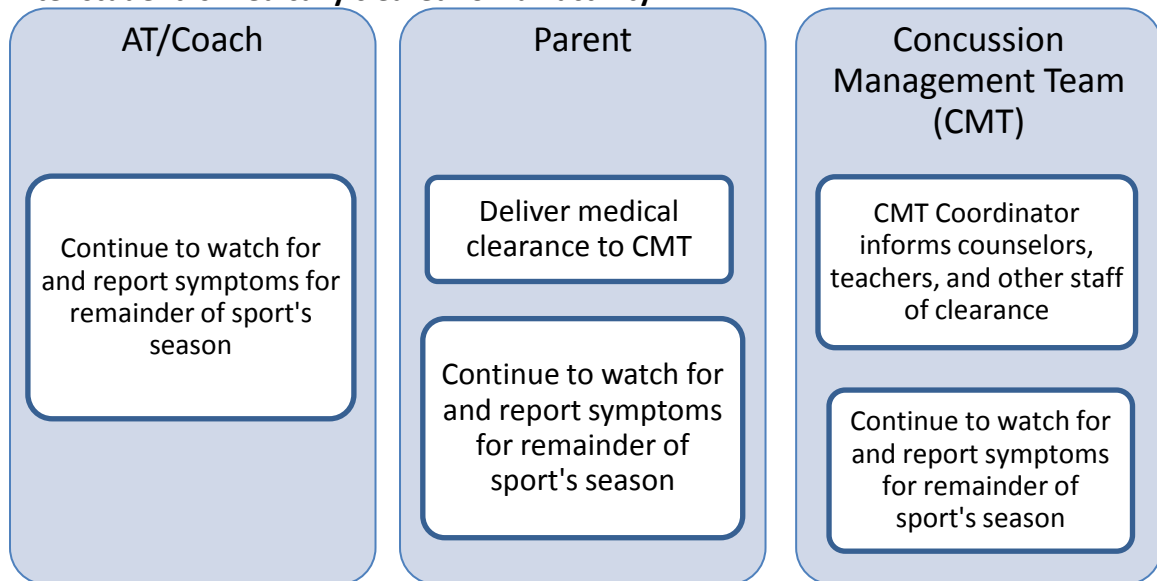 AT/Coach
Continue to watch for
and report symptoms for
remainder of sport's
season
Parent
Deliver medical
clearance to CMT
Continue to watch for
and report symptoms
for remainder of
sport's season
Concussion
Management Team
(CMT)
CMT Coordinator
informs counselors,
teachers, and other staff
of clearance
Continue to watch for
and report symptoms
for remainder of
sport's season